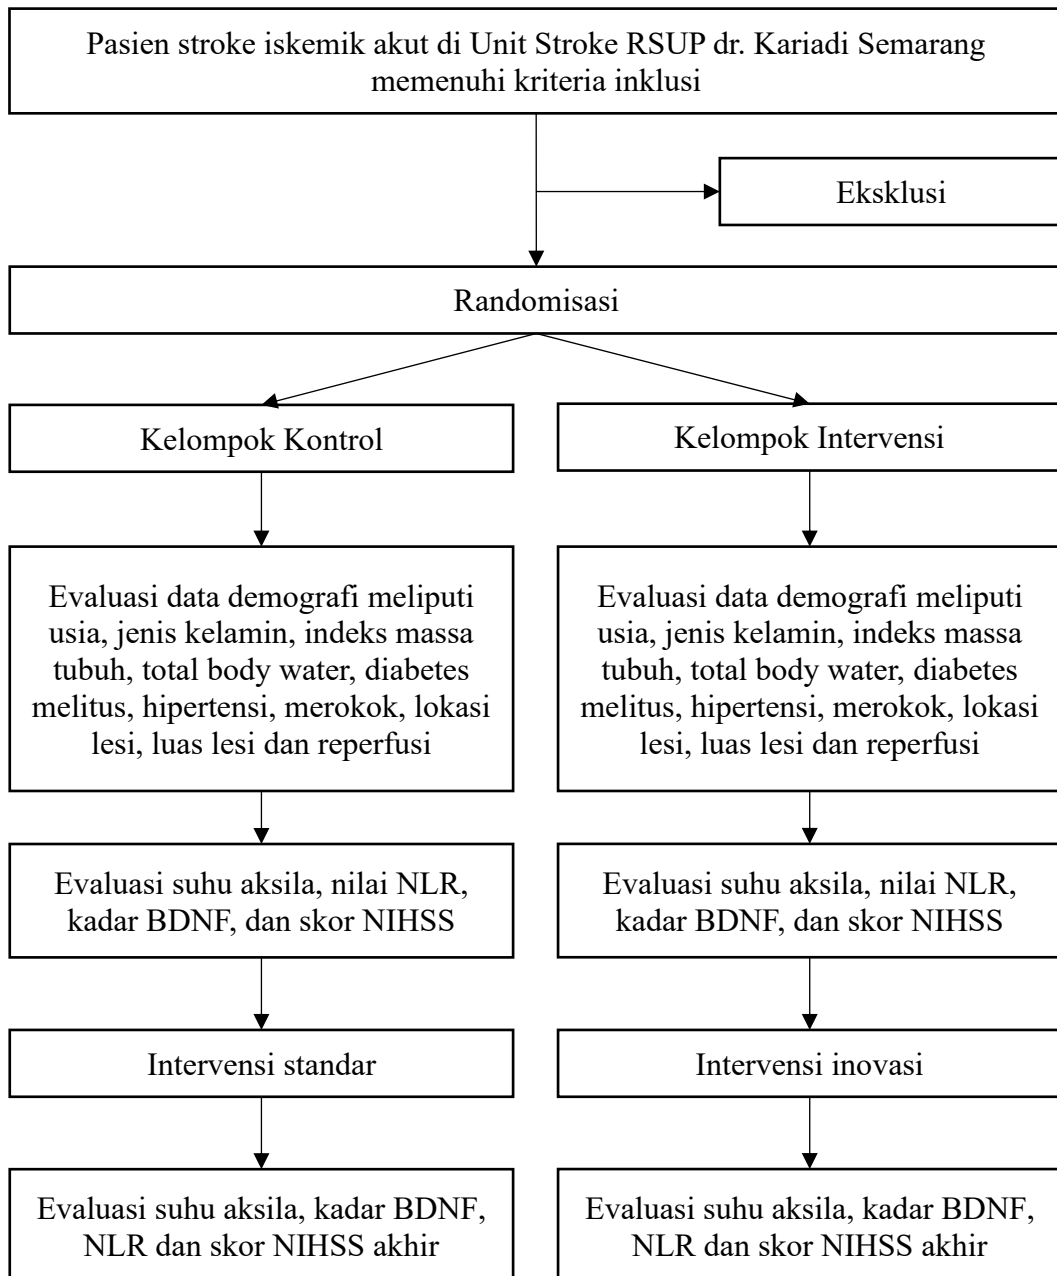 Pasien stroke iskemik akut di Unit Stroke RSUP dr. Kariadi Semarang
memenuhi kriteria inklusi
Eksklusi
Randomisasi
Kelompok Kontrol
Kelompok Intervensi
Evaluasi data demografi meliputi
usia, jenis kelamin, indeks massa
tubuh, total body water, diabetes
melitus, hipertensi, merokok, lokasi
lesi, luas lesi dan reperfusi
Evaluasi data demografi meliputi
usia, jenis kelamin, indeks massa
tubuh, total body water, diabetes
melitus, hipertensi, merokok, lokasi
lesi, luas lesi dan reperfusi
Evaluasi suhu aksila, nilai NLR,
kadar BDNF, dan skor NIHSS
Evaluasi suhu aksila, nilai NLR,
kadar BDNF, dan skor NIHSS
Intervensi standar
Intervensi inovasi
Evaluasi suhu aksila, kadar BDNF,
NLR dan skor NIHSS akhir
Evaluasi suhu aksila, kadar BDNF,
NLR dan skor NIHSS akhir